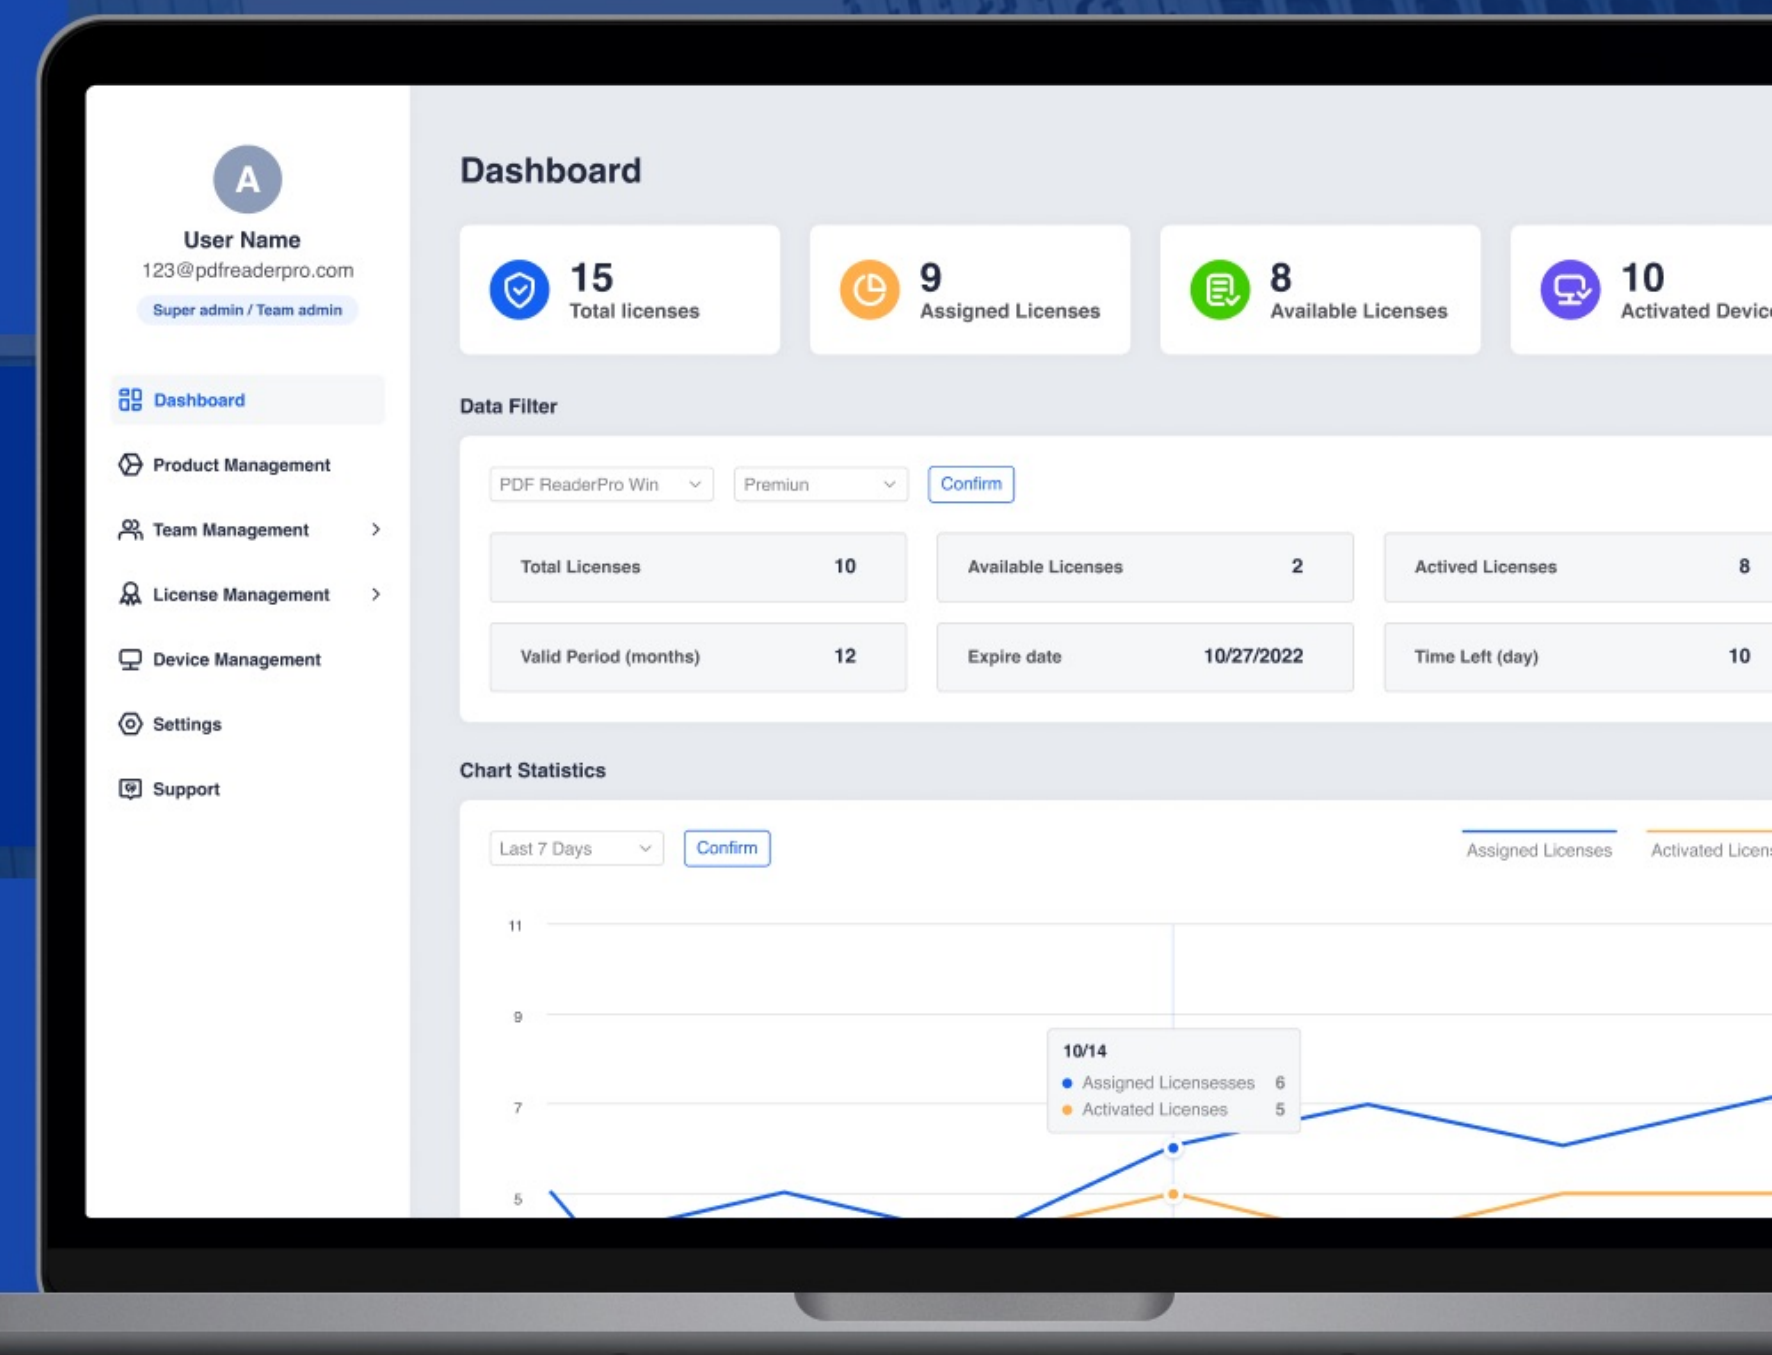 A
User Name
123@pdfreaderpro.com
Super admin / Team admin
Dashboard
Product Management
Team Management
License Management
Device Management
Settings
Support
Dashboard
15
Total licenses
9
Assigned Licenses
8
Available Licenses
10
Activated Device
Data Filter
PDF ReaderPro Win
Premiun
Confirm
Total Licenses 10
Available Licenses 2
Actived Licenses 8
Valid Period (months) 12
Expire date 10/27/2022
Time Left (day) 10
Chart Statistics
Last 7 Days
Confirm
Assigned Licenses
Activated Licens
11
9
7
5
10/14
Assigned Licensesses 6
Activated Licenses 5